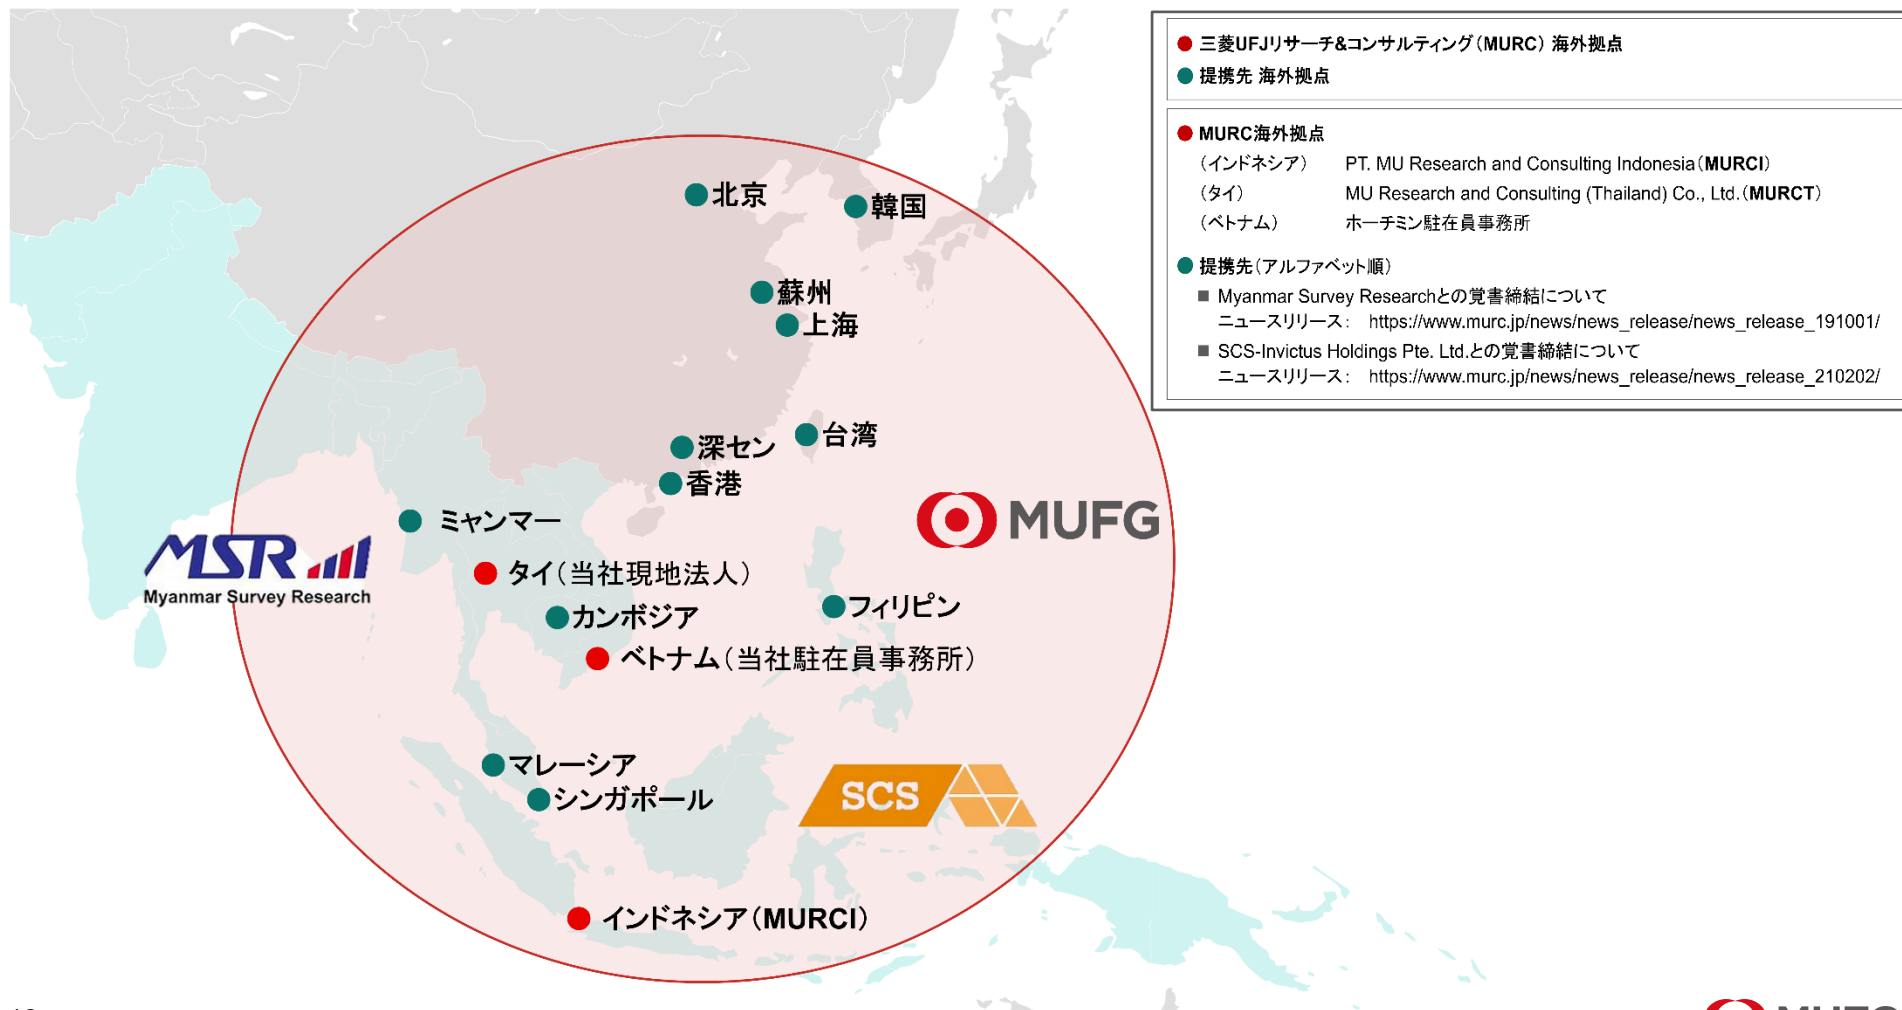 ● 三菱UFJリサーチ&コンサルティング(MURC) 海外拠点
● 提携先 海外拠点
● MURC海外拠点
(インドネシア) PT. MU Research and Consulting Indonesia(MURCI)
(タイ) MU Research and Consulting (Thailand) Co., Ltd.(MURCT)
(ベトナム) ホーチミン駐在員事務所
● 提携先(アルファベット順)
■ Myanmar Survey Researchとの覚書締結について
ニュースリリース: https://www.murc.jp/news/news_release/news_release_191001/
■ SCS-Invictus Holdings Pte. Ltd.との覚書締結について
ニュースリリース: https://www.murc.jp/news/news_release/news_release_210202/
北京
韓国
蘇州
上海
台湾
深セン
香港
MUFG
ミャンマー
MSR
Myanmar Survey Research
タイ(当社現地法人)
カンボジア
フィリピン
ベトナム(当社駐在員事務所)
マレーシア
シンガポール
SCS
インドネシア(MURCI)
MUFG